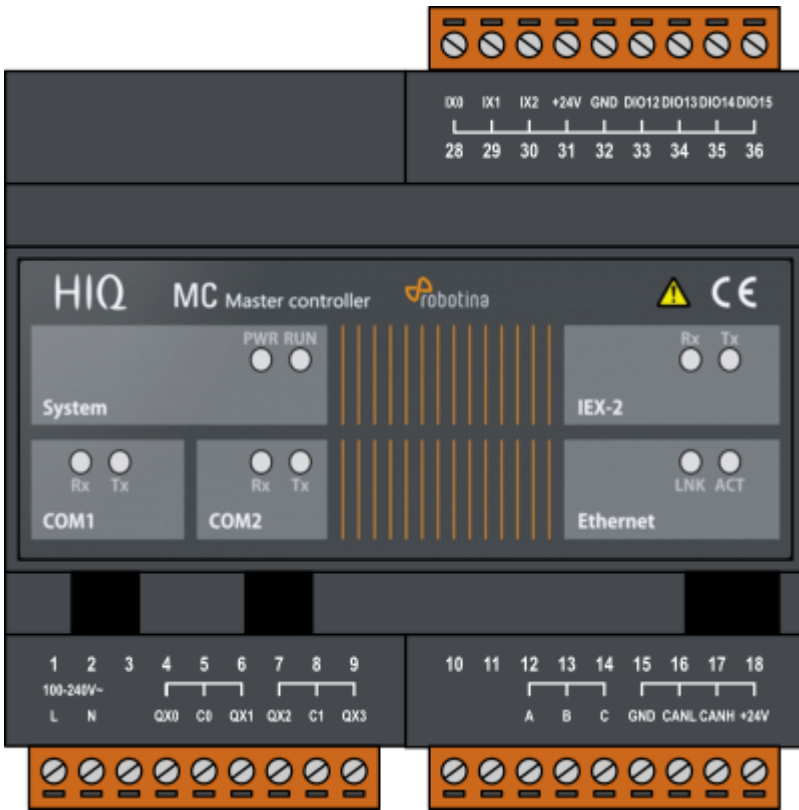 IX0 IX1 IX2 +24V GND DIO12 DIO13 DIO14 DIO15
28 29 30 31 32 33 34 35 36
HIQ MC Master controller robotina CE
PWR RUN
System
Rx Tx
IEX-2
Rx Tx
COM1
Rx Tx
COM2
LNK ACT
Ethernet
1 2 3 4 5 6 7 8 9
100-240V~
L N QX0 C0 QX1 QX2 C1 QX3
10 11 12 13 14 15 16 17 18
A B C GND CANL CANH +24V